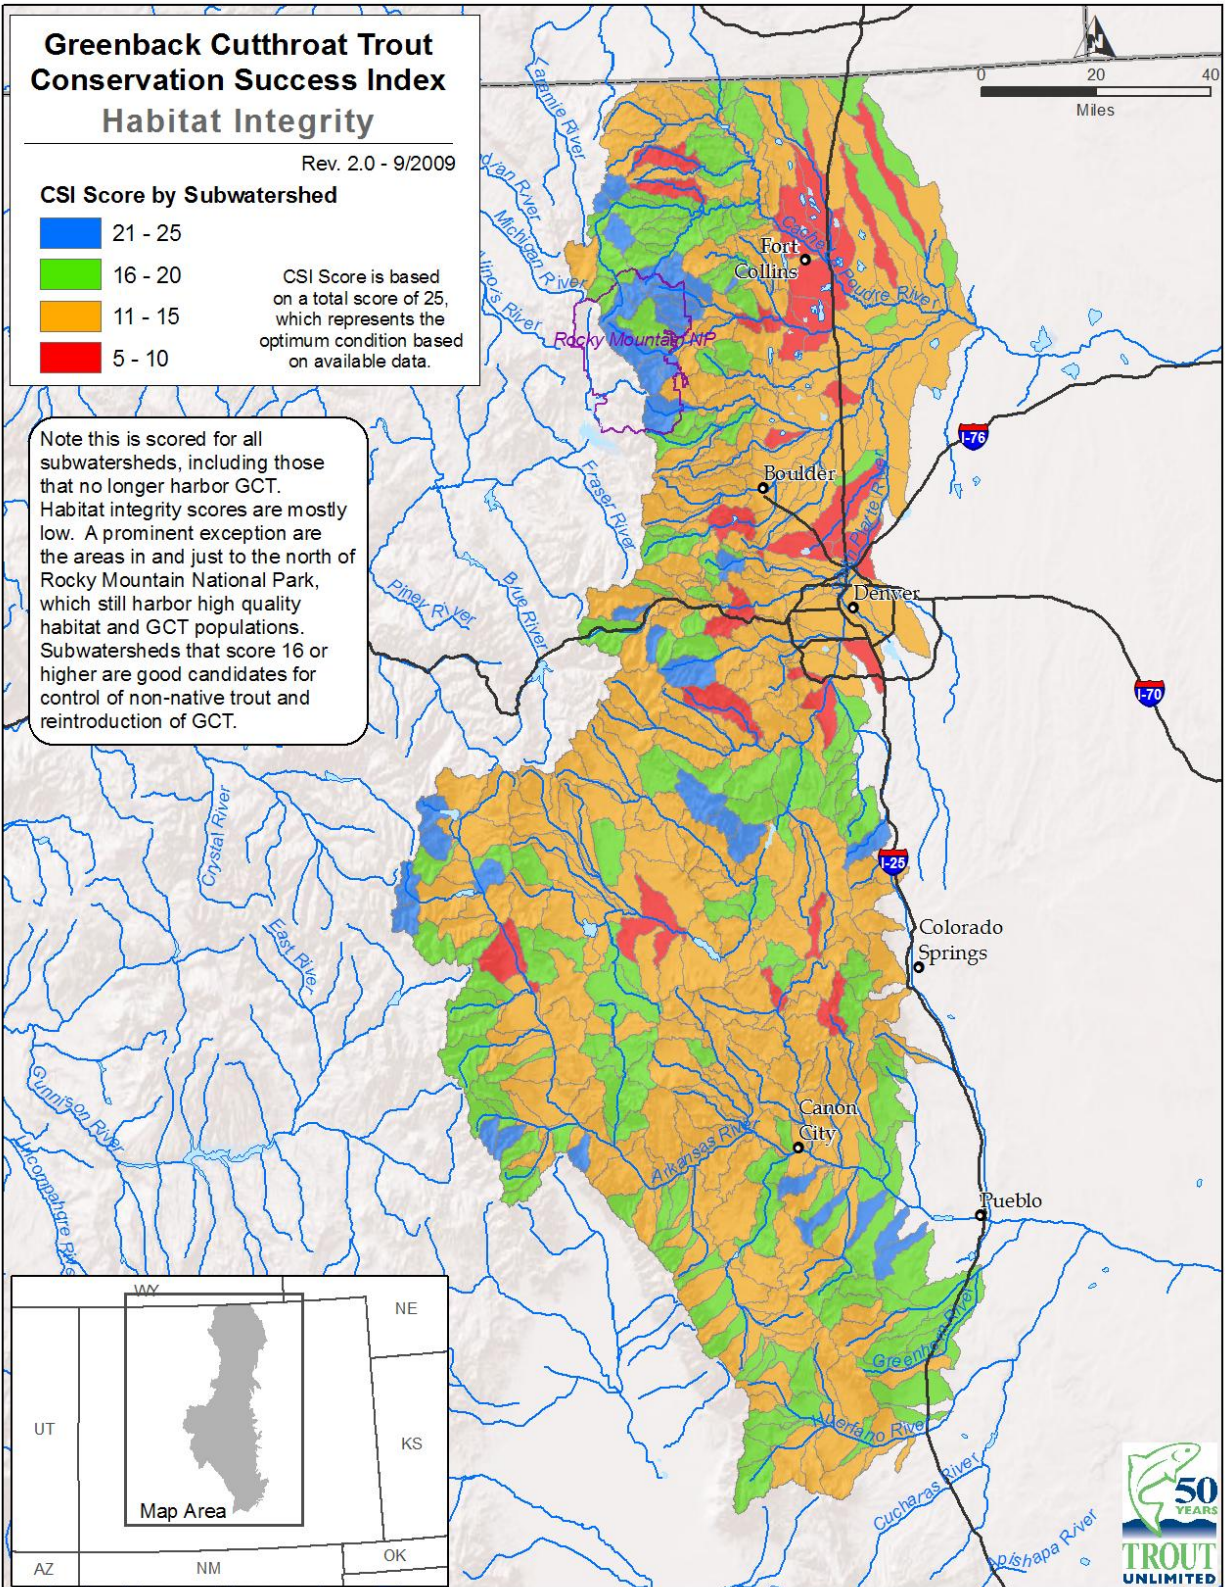 Greenback Cutthroat Trout
Conservation Success Index
Habitat Integrity
Rev. 2.0 - 9/2009
CSI Score by Subwatershed
21 - 25
16 - 20
11 - 15
5 - 10
CSI Score is based
on a total score of 25,
which represents the
optimum condition based
on available data.
Note this is scored for all
subwatersheds, including those
that no longer harbor GCT.
Habitat integrity scores are mostly
low. A prominent exception are
the areas in and just to the north of
Rocky Mountain National Park,
which still harbor high quality
habitat and GCT populations.
Subwatersheds that score 16 or
higher are good candidates for
control of non-native trout and
reintroduction of GCT.
N
0 20 40
Miles
Laramie River
Michigan River
River
Cache La Poudre River
Fort
Collins
Rocky Mountain NP
I-76
Boulder
Fraser River
Platte River
Piney River
Blue River
Denver
I-70
Crystal River
I-25
Colorado
Springs
East River
Gunnison River
Canon
City
Arkansas River
Pueblo
Greenhorn River
Huerfano River
Cucharas River
Apishapa River
WY
NE
UT
KS
Map Area
AZ
NM
OK
50
YEARS
TROUT
UNLIMITED